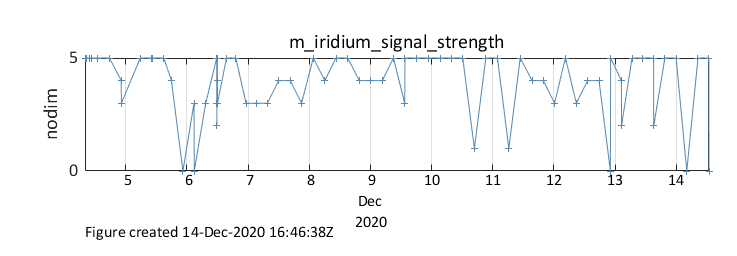 m_iridium_signal_strength
5
nodim
0
5 6 7 8 9 10 11 12 13 14
Dec
2020
Figure created 14-Dec-2020 16:46:38Z